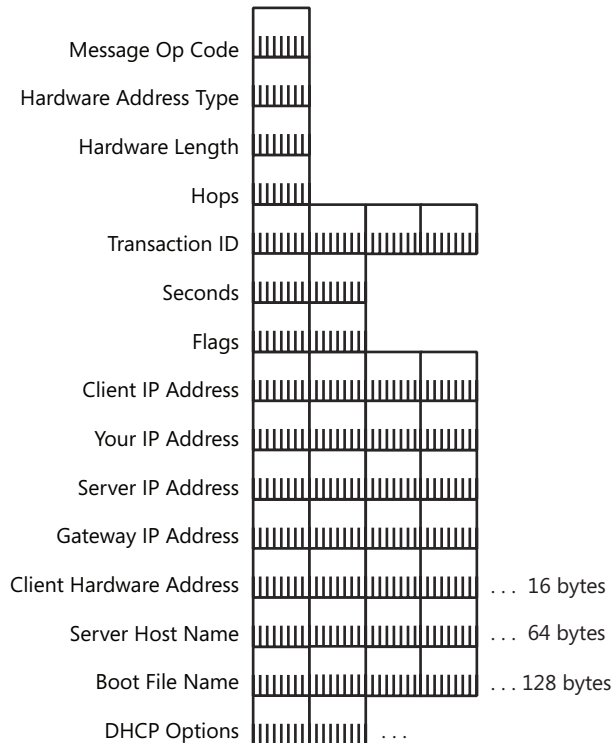 Message Op Code
Hardware Address Type
Hardware Length
Hops
Transaction ID
Seconds
Flags
Client IP Address
Your IP Address
Server IP Address
Gateway IP Address
Client Hardware Address . . . 16 bytes
Server Host Name . . . 64 bytes
Boot File Name . . . 128 bytes
DHCP Options . . .